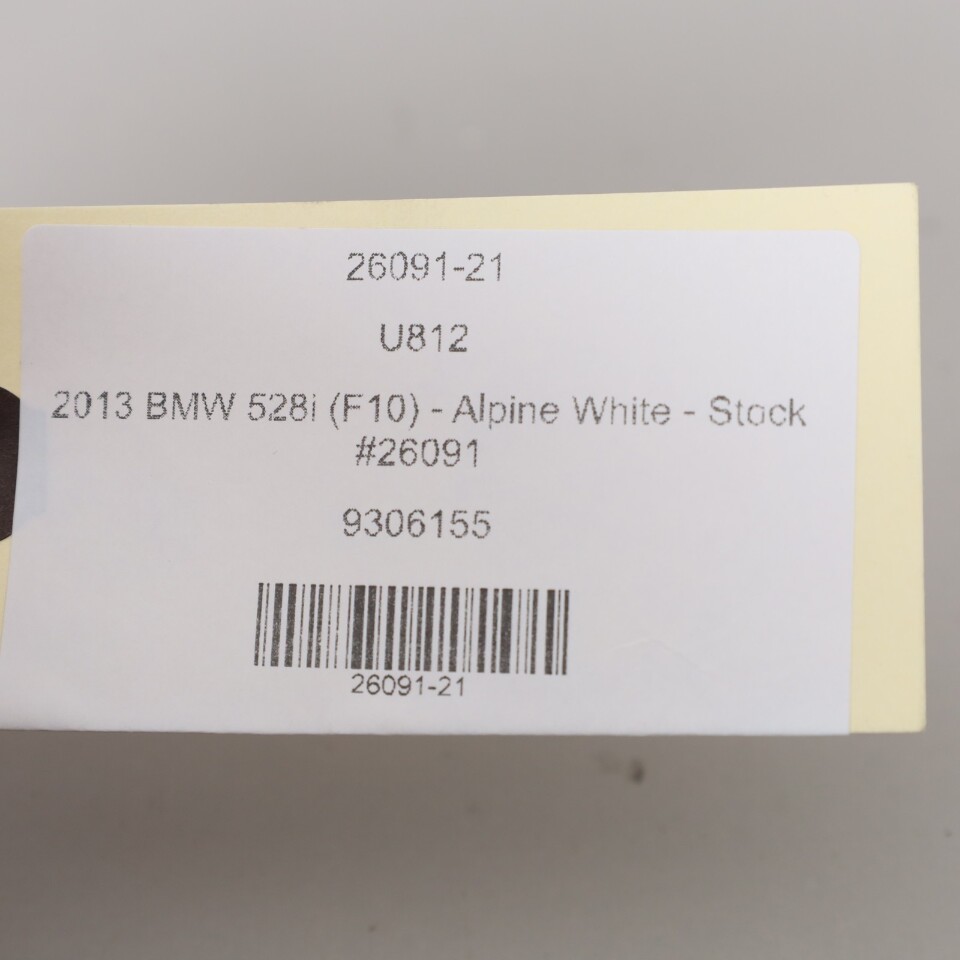 26091-21
U812
2013 BMW 528i (F10) - Alpine White - Stock
#26091
9306155
26091-21